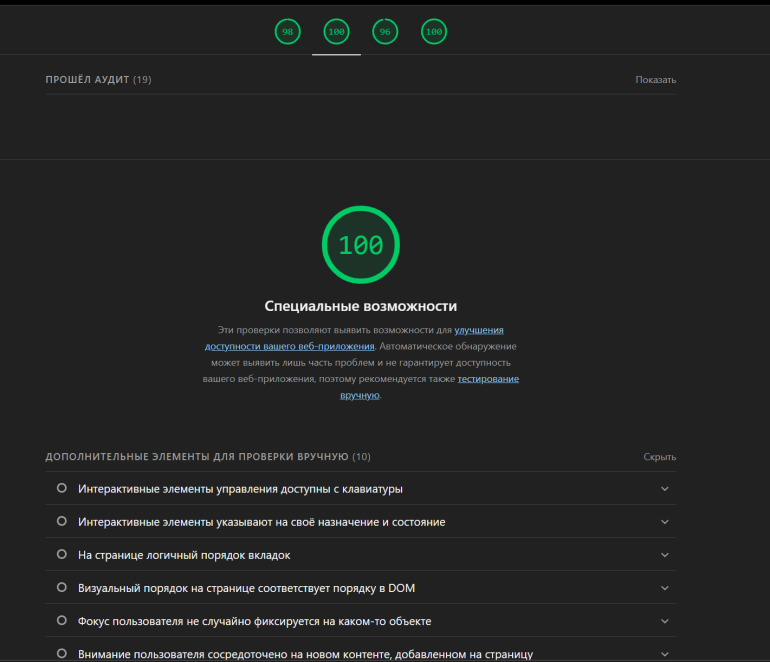 98 100 96 100
ПРОШЁЛ АУДИТ (19) Показать
100
Специальные возможности
Эти проверки позволяют выявить возможности для улучшения
доступности вашего веб-приложения. Автоматическое обнаружение
может выявить лишь часть проблем и не гарантирует доступность
вашего веб-приложения, поэтому рекомендуется также тестирование
вручную.
ДОПОЛНИТЕЛЬНЫЕ ЭЛЕМЕНТЫ ДЛЯ ПРОВЕРКИ ВРУЧНУЮ (10) Скрыть
Интерактивные элементы управления доступны с клавиатуры
Интерактивные элементы указывают на своё назначение и состояние
На странице логичный порядок вкладок
Визуальный порядок на странице соответствует порядку в DOM
Фокус пользователя не случайно фиксируется на каком-то объекте
Внимание пользователя сосредоточено на новом контенте, добавленном на страницу